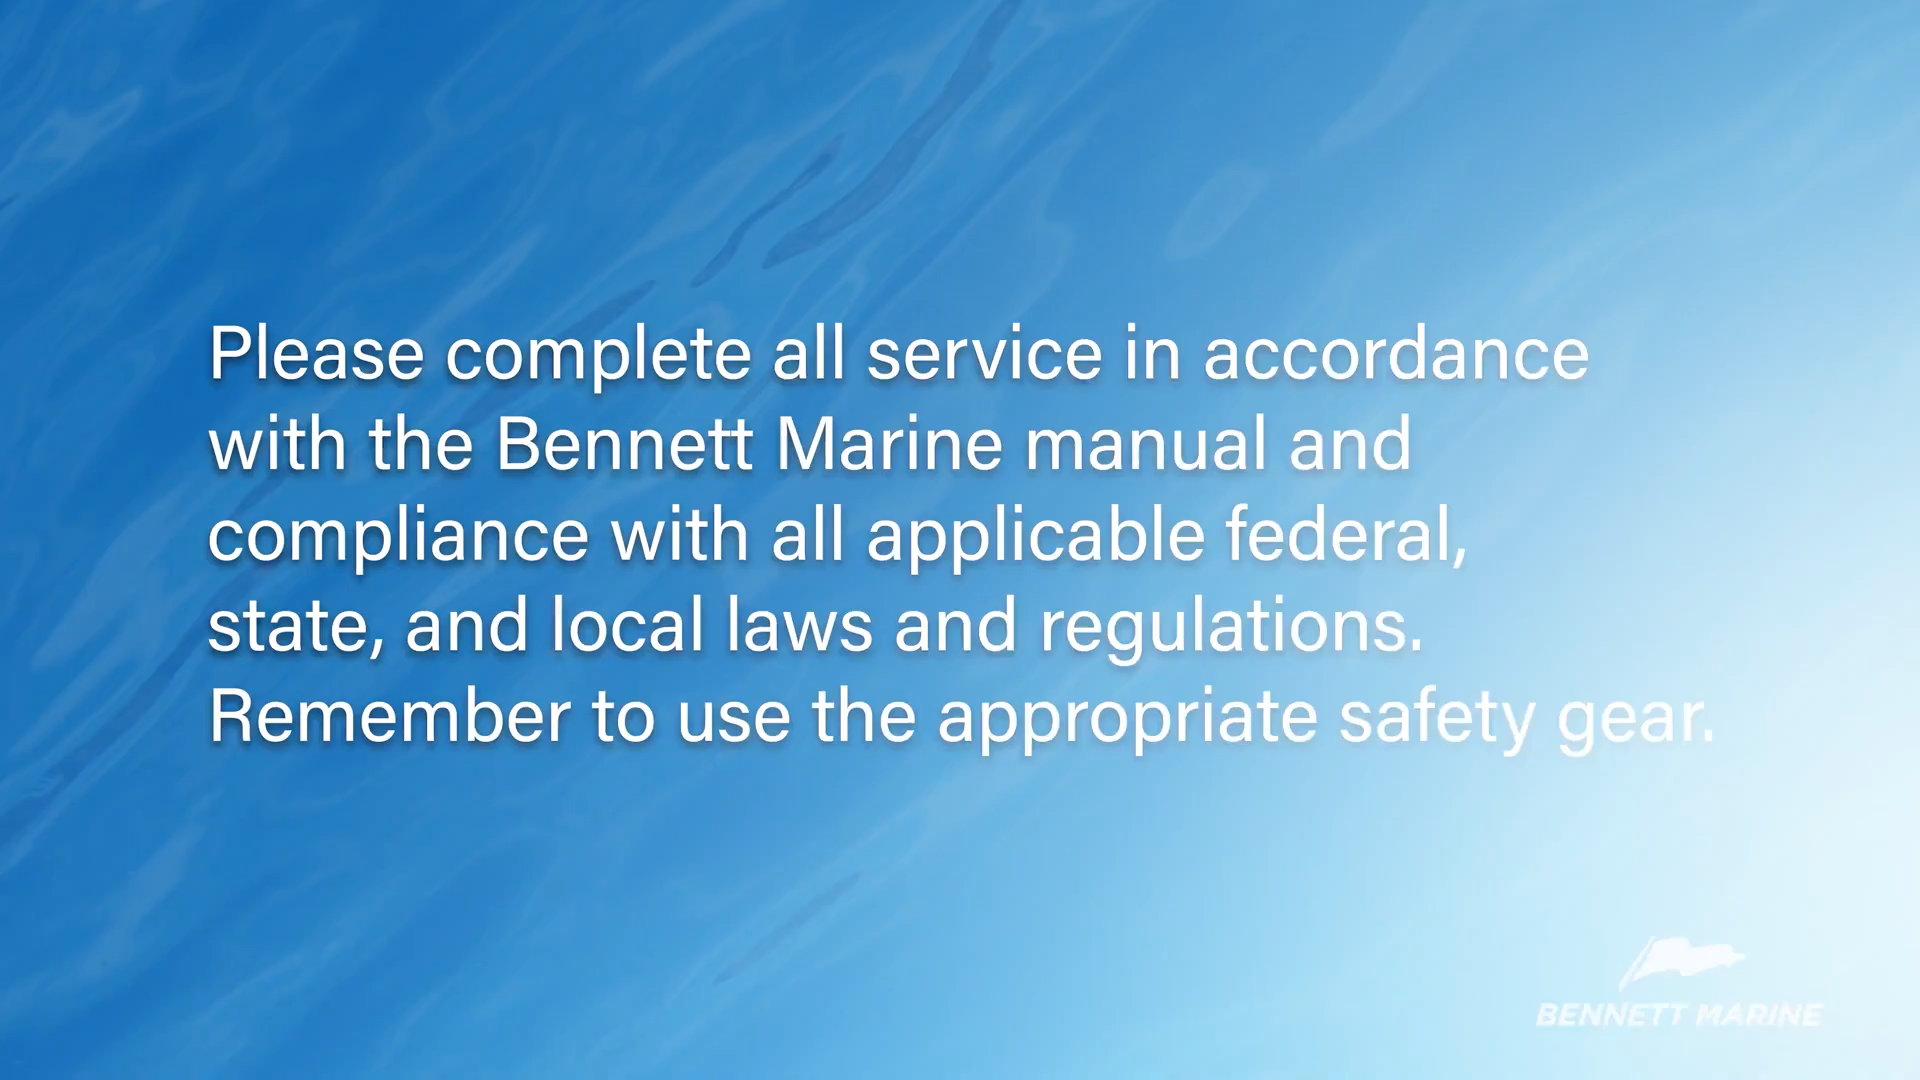 Please complete all service in accordance
with the Bennett Marine manual and
compliance with all applicable federal,
state, and local laws and regulations.
Remember to use the appropriate safety gear.
BENNETT MARINE